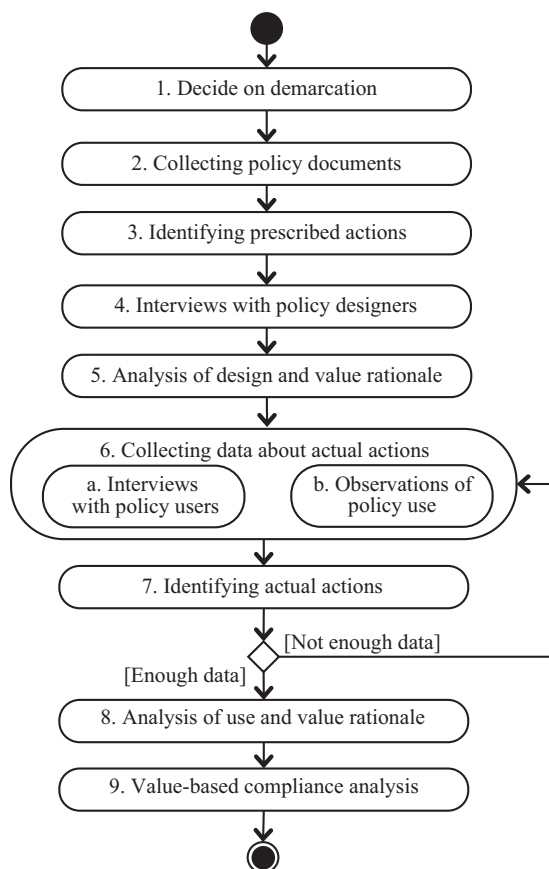 1. Decide on demarcation
2. Collecting policy documents
3. Identifying prescribed actions
4. Interviews with policy designers
5. Analysis of design and value rationale
6. Collecting data about actual actions
a. Interviews
with policy users
b. Observations of
policy use
7. Identifying actual actions
[Not enough data]
[Enough data]
8. Analysis of use and value rationale
9. Value-based compliance analysis